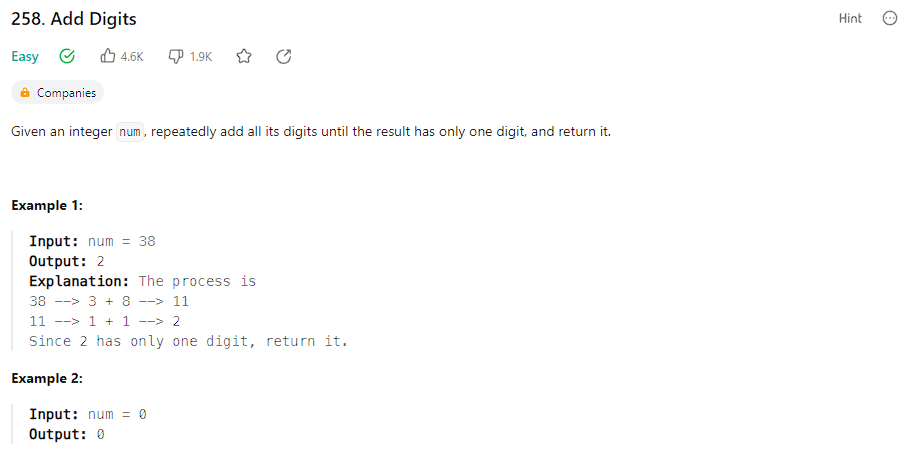 258. Add Digits
Hint
Easy 4.6K 1.9K
Companies
Given an integer num, repeatedly add all its digits until the result has only one digit, and return it.
Example 1:
Input: num = 38
Output: 2
Explanation: The process is
38 --> 3 + 8 --> 11
11 --> 1 + 1 --> 2
Since 2 has only one digit, return it.
Example 2:
Input: num = 0
Output: 0